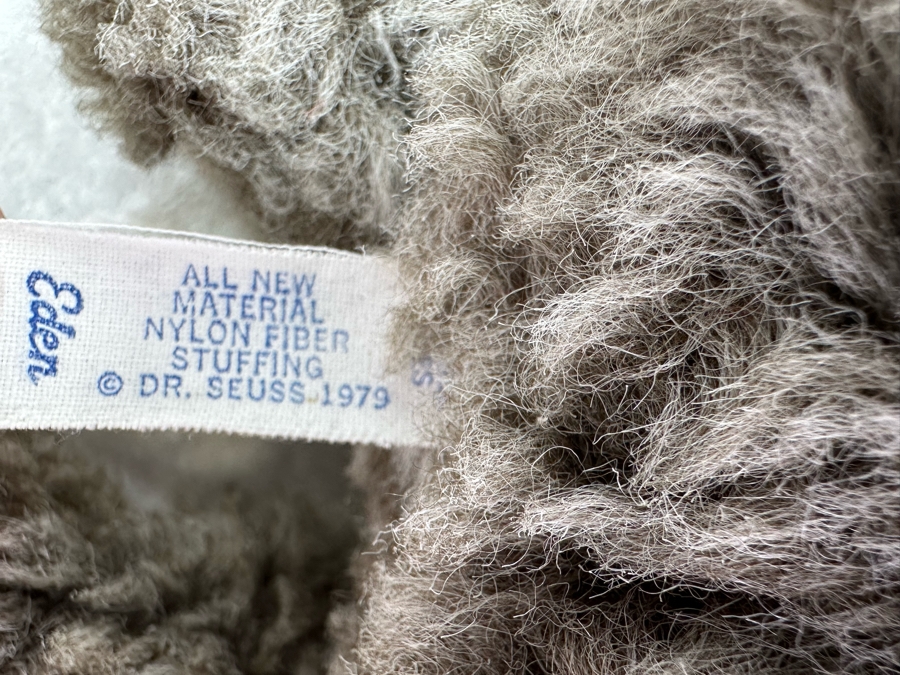 Eden
ALL NEW
MATERIAL
NYLON FIBER
STUFFING
© DR. SEUSS 1979